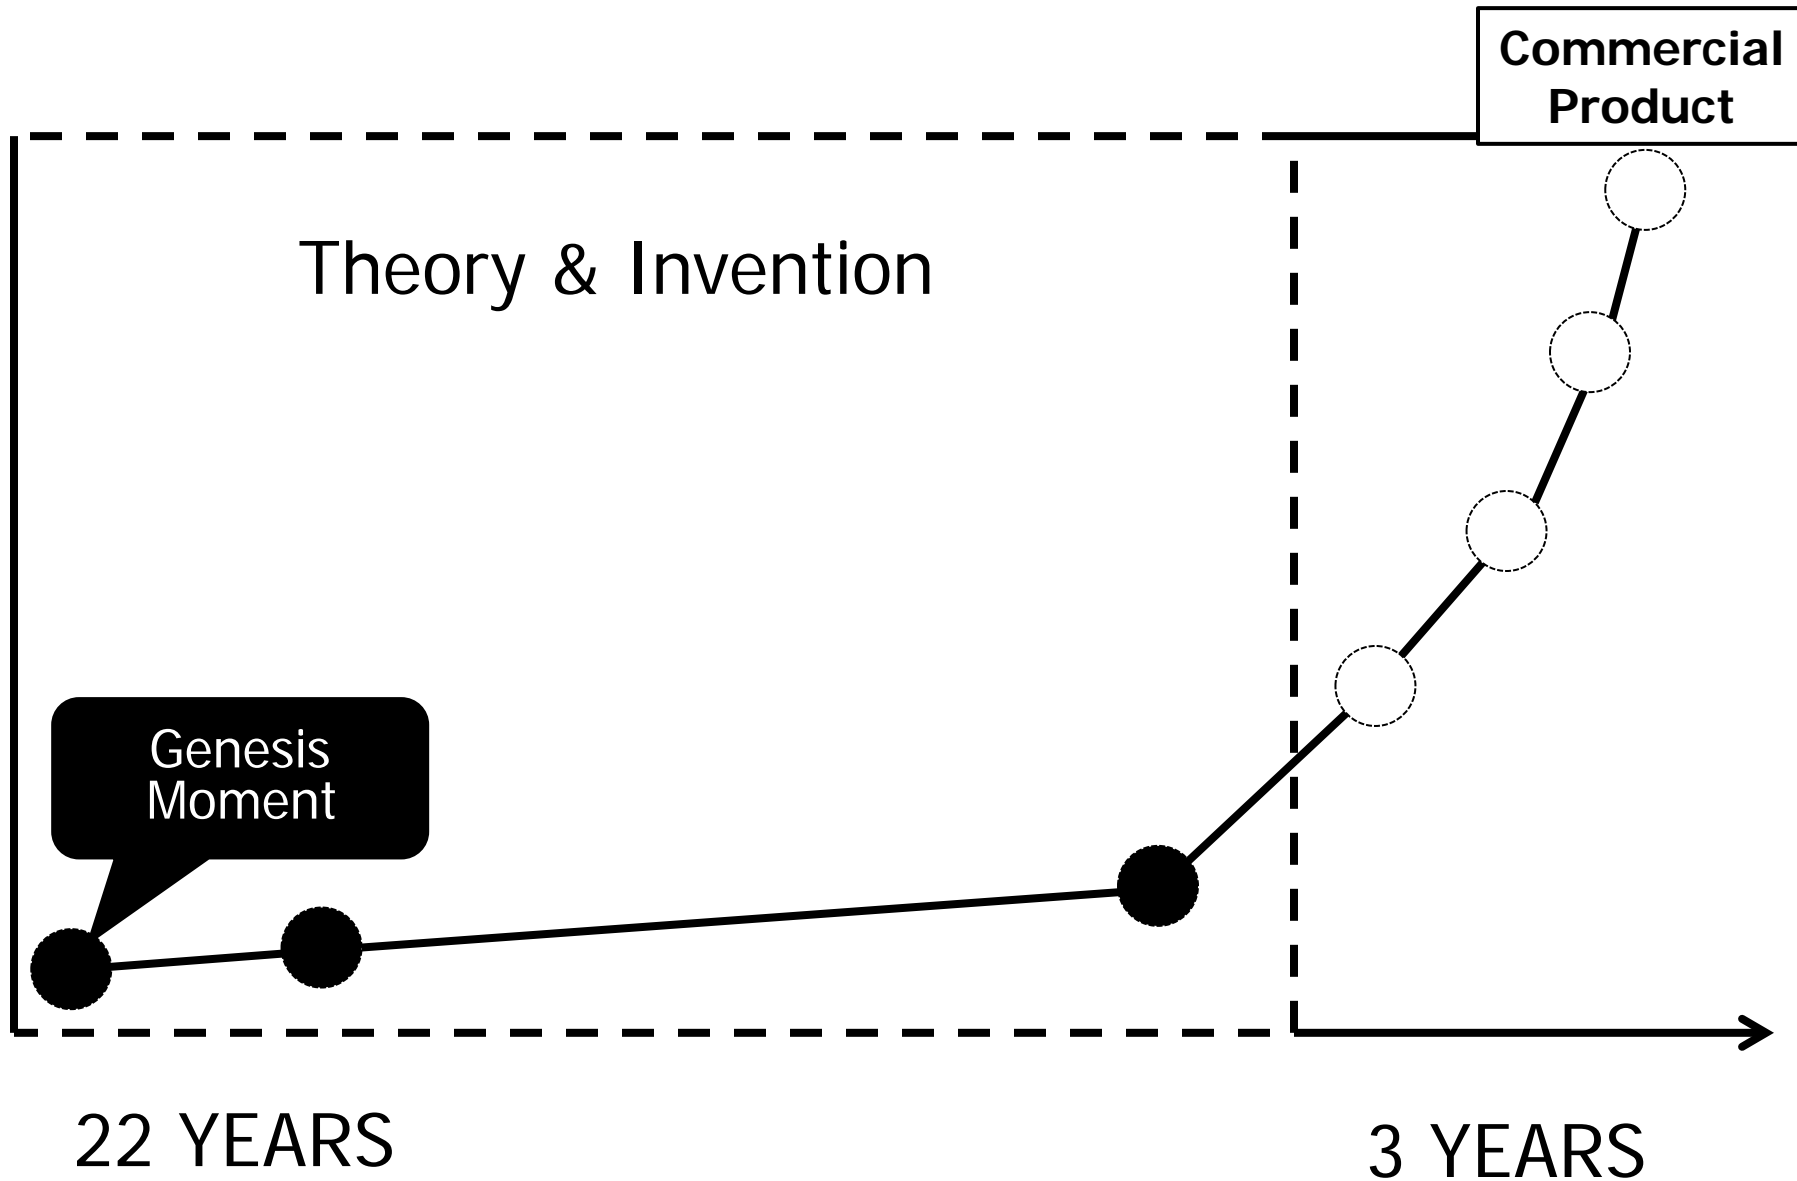 Commercial
Product
Theory & Invention
Genesis
Moment
22 YEARS
3 YEARS